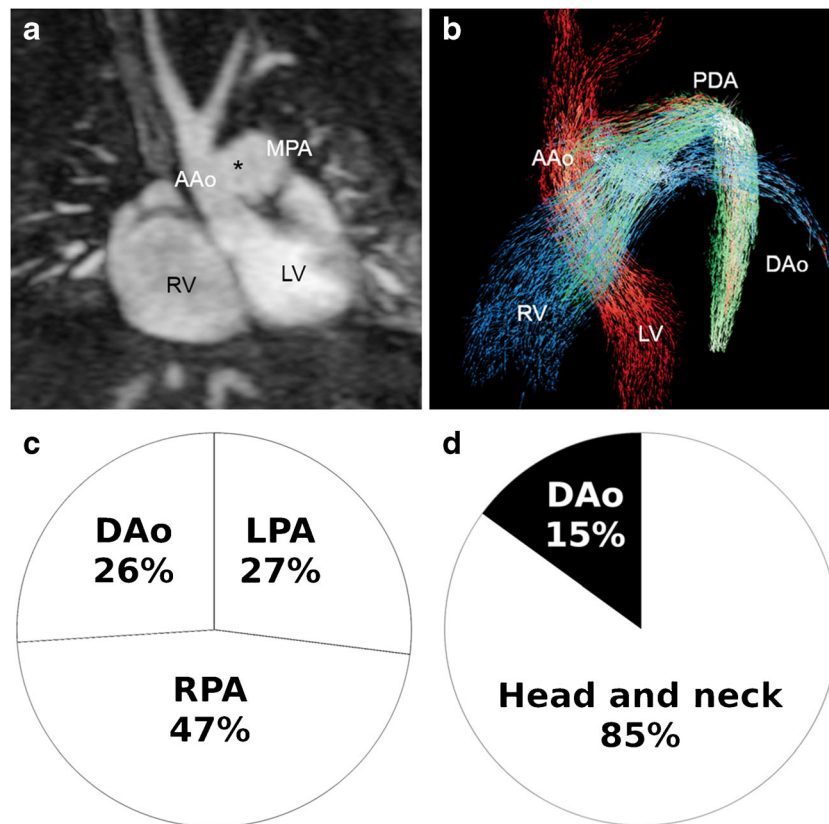 a
*
MPA
AAo
RV
LV
b
PDA
AAo
DAo
RV
LV
c
DAo
26%
LPA
27%
RPA
47%
d
DAo
15%
Head and neck
85%